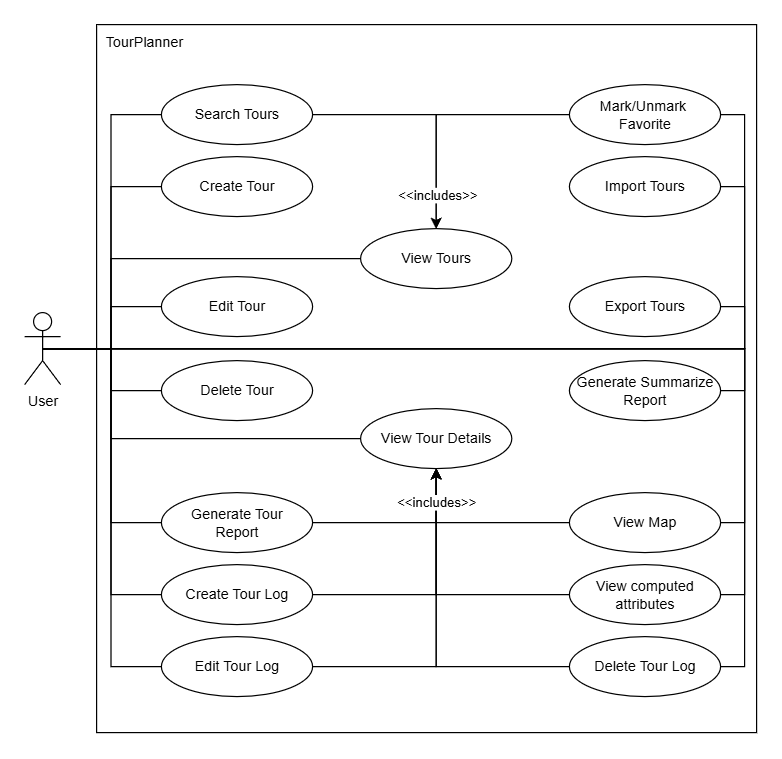 TourPlanner
Search Tours
Mark/Unmark
Favorite
Create Tour
Import Tours
<<includes>>
View Tours
Edit Tour
Export Tours
User
Delete Tour
Generate Summarize
Report
View Tour Details
<<includes>>
Generate Tour
Report
View Map
Create Tour Log
View computed
attributes
Edit Tour Log
Delete Tour Log